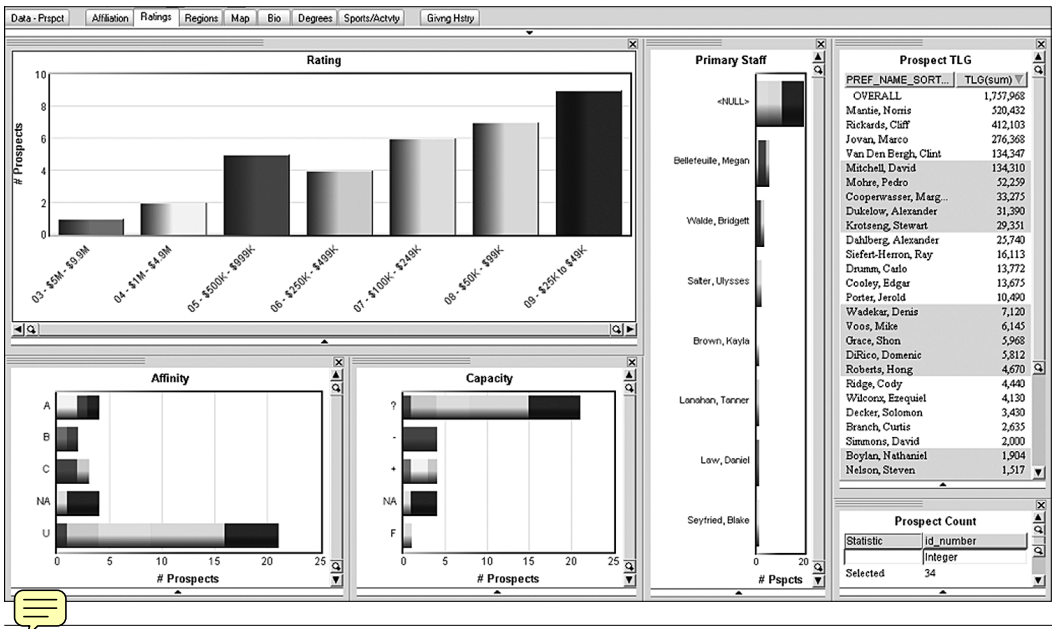 Data - Prspct Affiliation Ratings Regions Map Bio Degrees Sports/Actvty Givng Hstry
Rating
# Prospects
10
8
6
4
2
0
03 - $5M - $9.9M
04 - $1M - $4.9M
05 - $500K - $999K
06 - $250K - $499K
07 - $100K - $249K
08 - $50K - $99K
09 - $25K to $49K
Affinity
A
B
C
NA
U
0 5 10 15 20 25
# Prospects
Capacity
?
-
+
NA
F
0 5 10 15 20 25
# Prospects
Primary Staff
<NULL>
Bellefeuille, Megan
Walde, Bridgett
Salter, Ulysses
Brown, Kayla
Lanahan, Tanner
Law, Daniel
Seyfried, Blake
0 20
# Pspcts
Prospect TLG
PREF_NAME_SORT... TLG(sum)
OVERALL 1,757,968
Mantie, Norris 520,432
Rickards, Cliff 412,103
Jovan, Marco 276,368
Van Den Bergh, Clint 134,347
Mitchell, David 134,310
Mohre, Pedro 52,259
Cooperwasser, Marg... 33,275
Dukelow, Alexander 31,390
Krotseng, Stewart 29,351
Dahlberg, Alexander 25,740
Siefert-Herron, Ray 16,113
Drumm, Carlo 13,772
Cooley, Edgar 13,675
Porter, Jerold 10,490
Wadekar, Denis 7,120
Voos, Mike 6,145
Grace, Shon 5,968
DiRico, Domenic 5,812
Roberts, Hong 4,670
Ridge, Cody 4,440
Wilconx, Ezequiel 4,130
Decker, Solomon 3,430
Branch, Curtis 2,635
Simmons, David 2,000
Boylan, Nathaniel 1,904
Nelson, Steven 1,517
Prospect Count
Statistic id_number
Integer
Selected 34